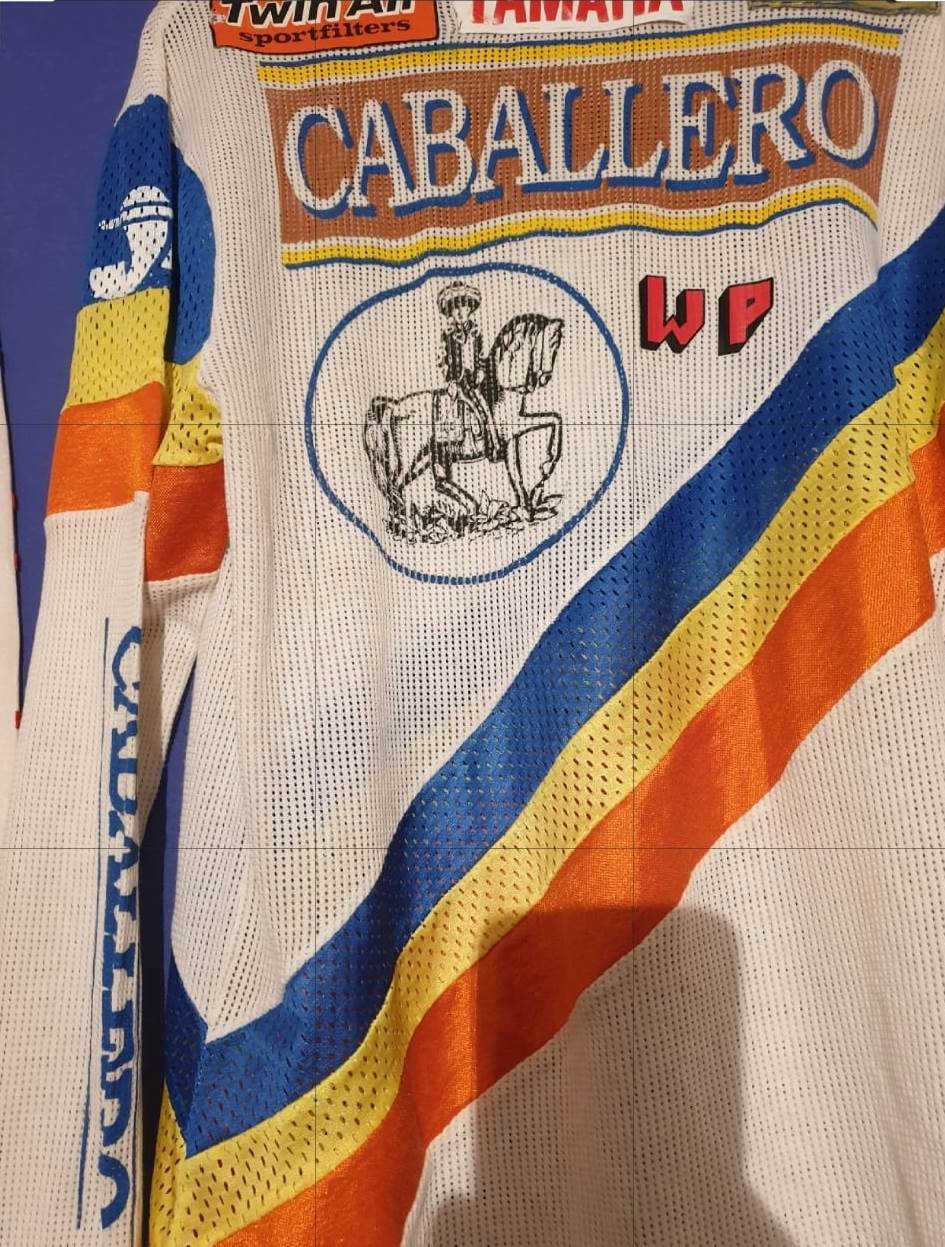 Twin Air
sportfilters
YAMAHA
CABALLERO
WP
CABALLERO